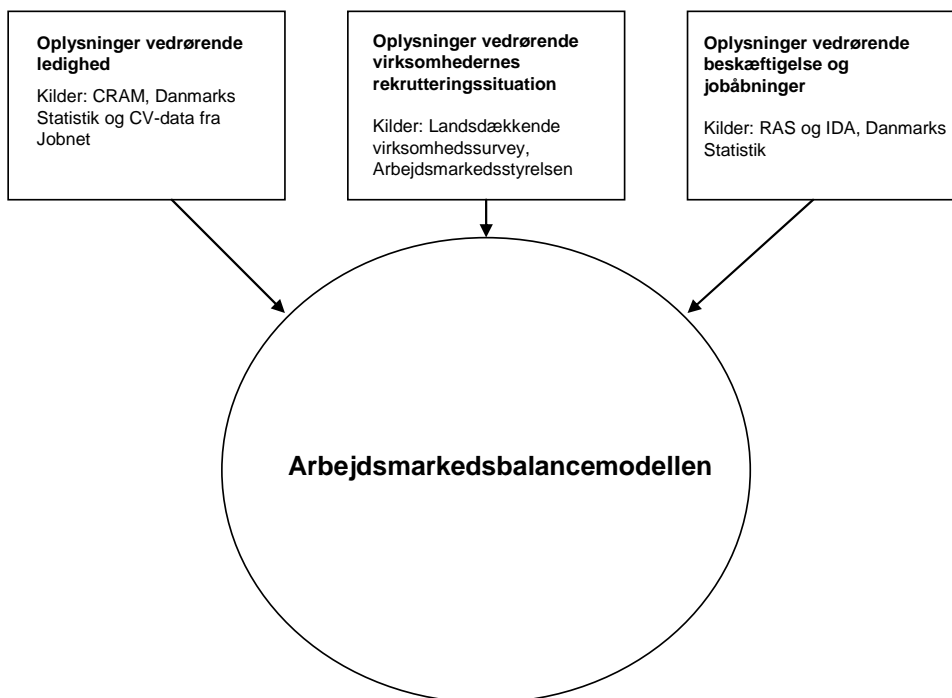 Oplysninger vedrørende
ledighed
Kilder: CRAM, Danmarks
Statistik og CV-data fra
Jobnet
Oplysninger vedrørende
virksomhedernes
rekrutteringssituation
Kilder: Landsdækkende
virksomhedssurvey,
Arbejdsmarkedsstyrelsen
Oplysninger vedrørende
beskæftigelse og
jobåbninger
Kilder: RAS og IDA, Danmarks
Statistik
Arbejdsmarkedsbalancemodellen